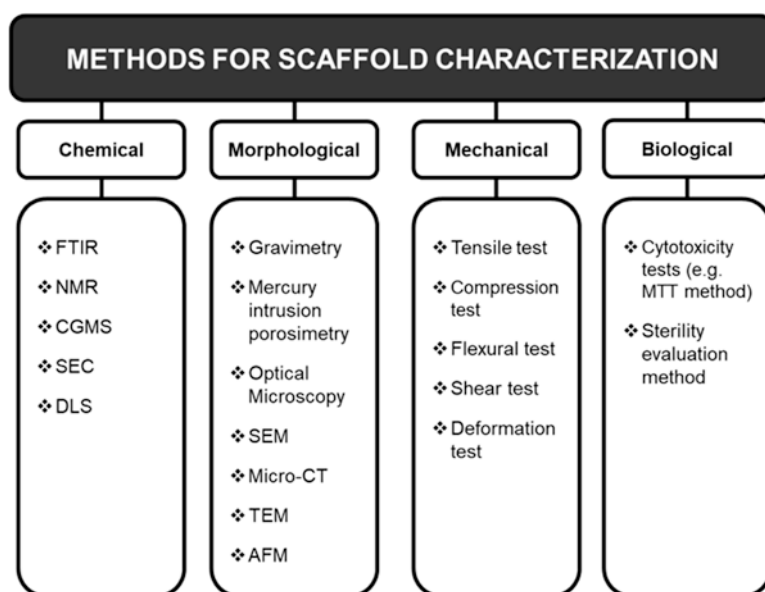 METHODS FOR SCAFFOLD CHARACTERIZATION
Chemical
❖ FTIR
❖ NMR
❖ CGMS
❖ SEC
❖ DLS
Morphological
❖ Gravimetry
❖ Mercury
intrusion
porosimetry
❖ Optical
Microscopy
❖ SEM
❖ Micro-CT
❖ TEM
❖ AFM
Mechanical
❖ Tensile test
❖ Compression
test
❖ Flexural test
❖ Shear test
❖ Deformation
test
Biological
❖ Cytotoxicity
tests (e.g.
MTT method)
❖ Sterility
evaluation
method